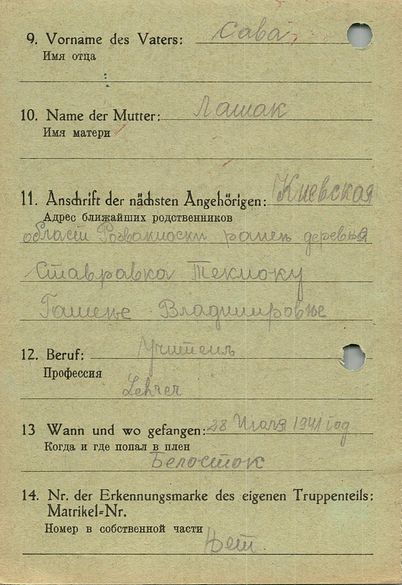 9. Vorname des Vaters: Сава
Имя отца
10. Name der Mutter: Лашак
Имя матери
11. Anschrift der nächsten Angehörigen: Киевская
Адрес ближайших родственников
област деревня
Ставравка
Владимировне
12. Beruf: Учитель
Профессия
Lehrer
13 Wann und wo gefangen: 28 1941 год
Когда и где попал в плен
Белосток
14. Nr. der Erkennungsmarke des eigenen Truppenteils:
Matrikel=Nr.
Номер в собственной части
Нет.